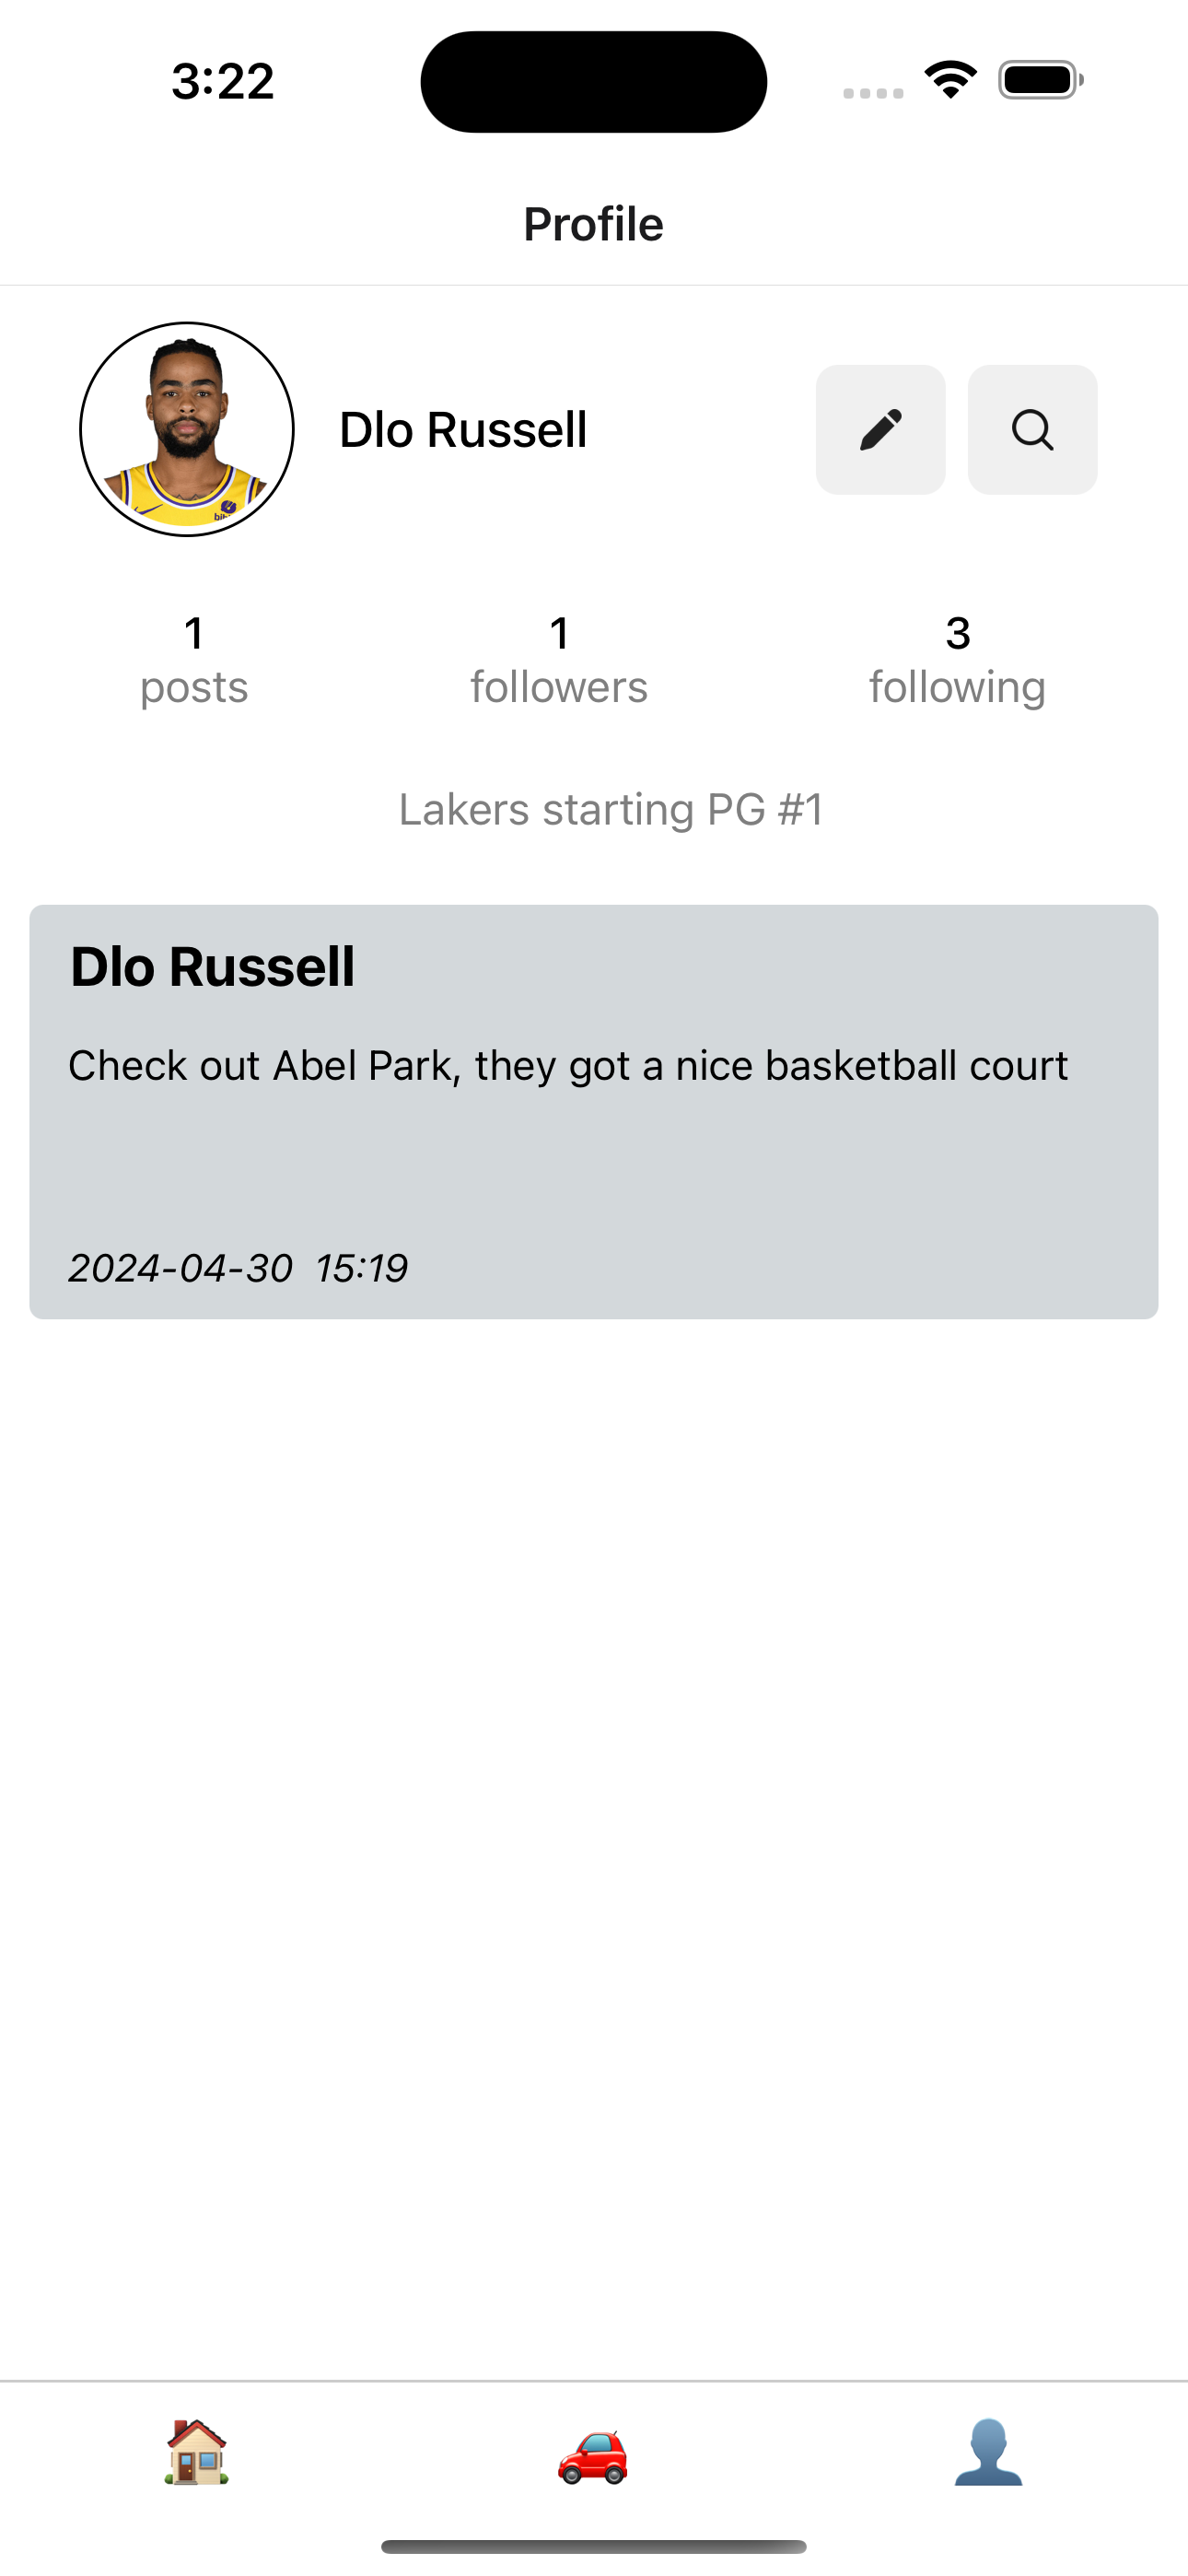 3:22
Profile
Dlo Russell
1
posts
1
followers
3
following
Lakers starting PG #1
Dlo Russell
Check out Abel Park, they got a nice basketball court
2024-04-30 15:19